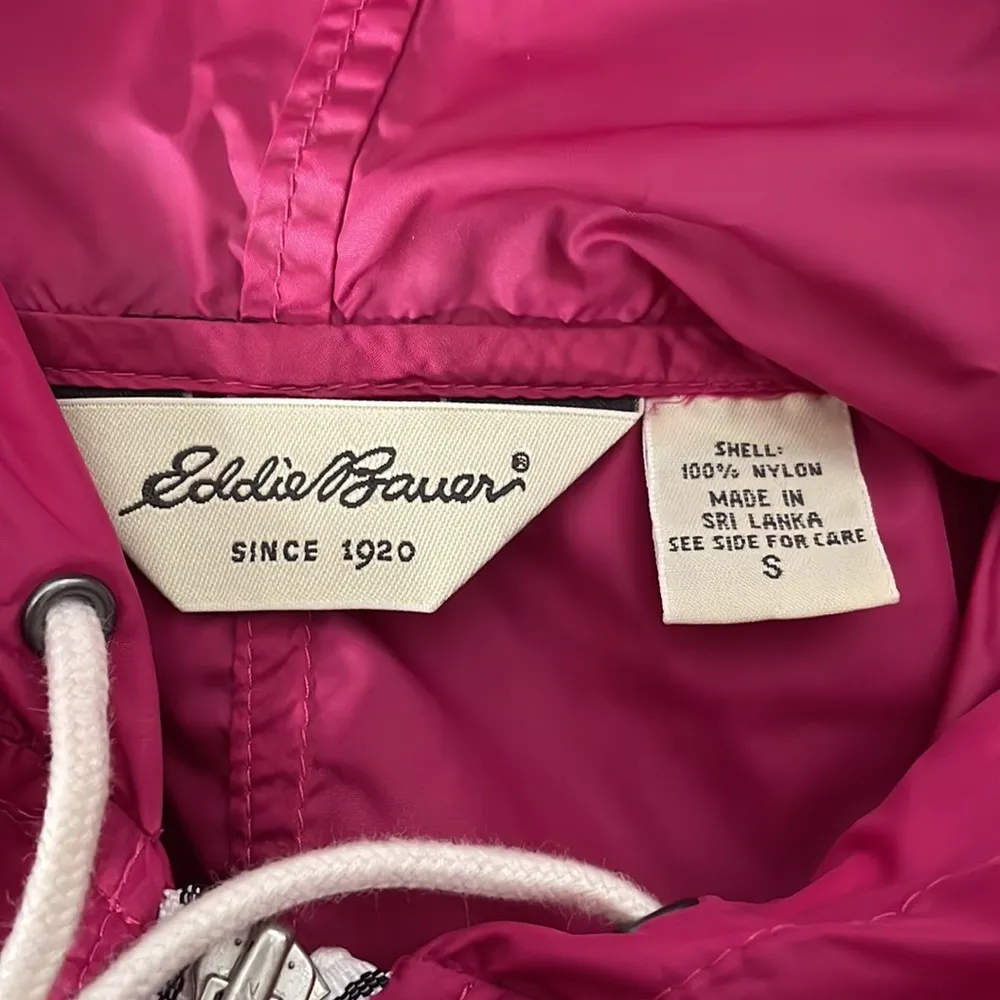 Eddie Bauer®
SINCE 1920
SHELL:
100% NYLON
MADE IN
SRI LANKA
SEE SIDE FOR CARE
S